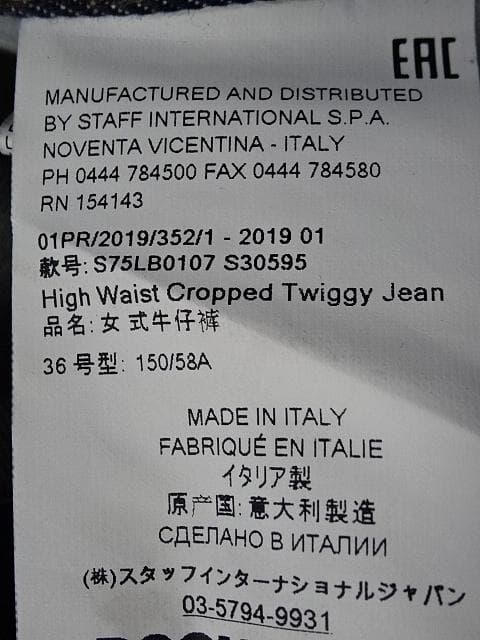 EAC
MANUFACTURED AND DISTRIBUTED
BY STAFF INTERNATIONAL S.P.A.
NOVENTA VICENTINA - ITALY
PH 0444 784500 FAX 0444 784580
RN 154143
01PR/2019/352/1 - 2019 01
款号: S75LB0107 S30595
High Waist Cropped Twiggy Jean
品名: 女 式牛仔裤
36 号型: 150/58A
MADE IN ITALY
FABRIQUÉ EN ITALIE
イタリア製
原产国: 意大利製造
СДЕЛАНО В ИТАЛИИ
(株)スタッフインターナショナルジャパン
03-5794-9931